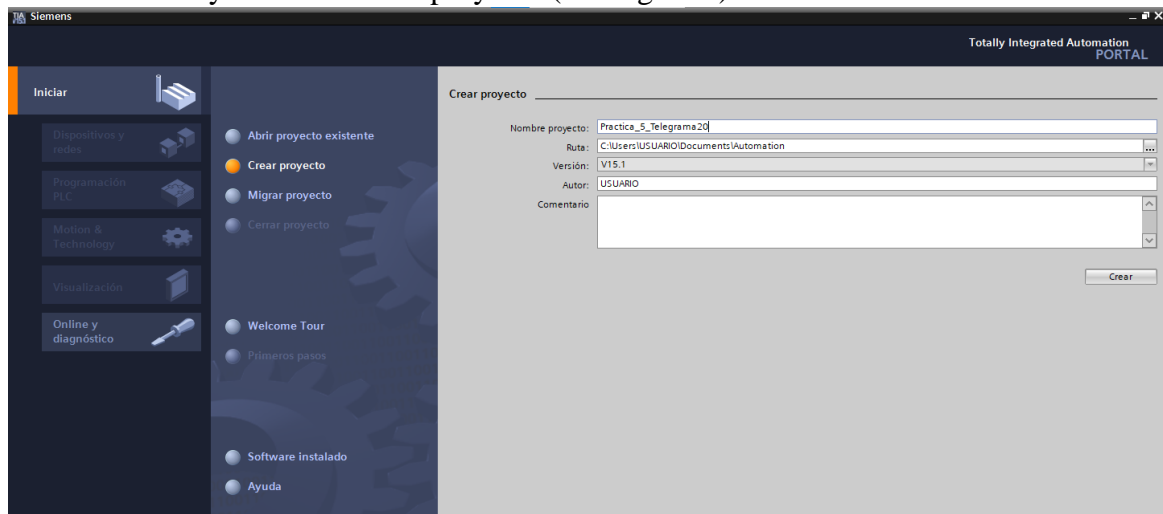 Siemens
Totally Integrated Automation
PORTAL
Iniciar
Dispositivos y
redes
Programación
PLC
Motion &
Technology
Visualización
Online y
diagnóstico
Abrir proyecto existente
Crear proyecto
Migrar proyecto
Cerrar proyecto
Welcome Tour
Primeros pasos
Software instalado
Ayuda
Crear proyecto
Nombre proyecto: Practica_5_Telegrama20
Ruta: C:\Users\USUARIO\Documents\Automation
...
Versión: V15.1
Autor: USUARIO
Comentario
Crear